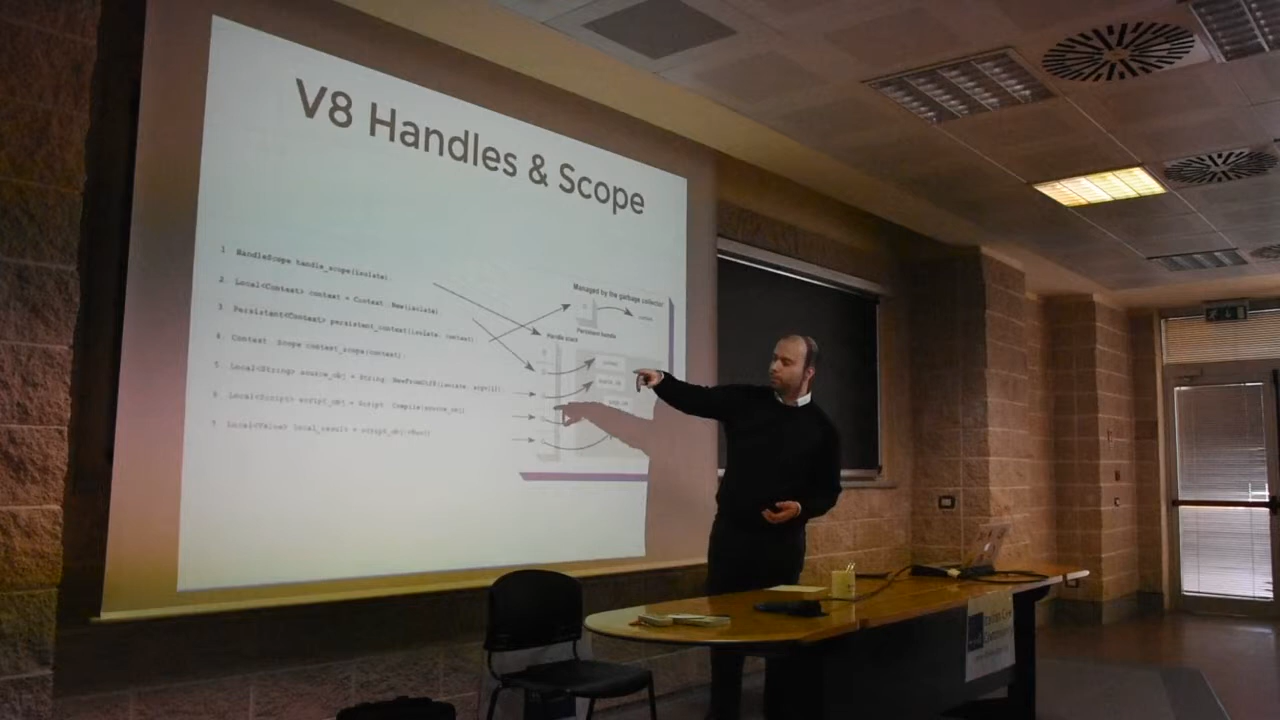 V8 Handles & Scope
1 HandleScope handle_scope(isolate)
2 Local<Context> context = Context New(isolate)
3 Persistent<Context> persistent_context(isolate, context)
4 Context Scope context_scope(context)
5 Local<String> source_obj = String NewFromUtf8(isolate, argv[1])
6 Local<Script> script_obj = Script Compile(source_obj)
7 Local<Value> local_result = script_obj->Run()
Managed by the garbage collector
Persistent handle
Handle stack